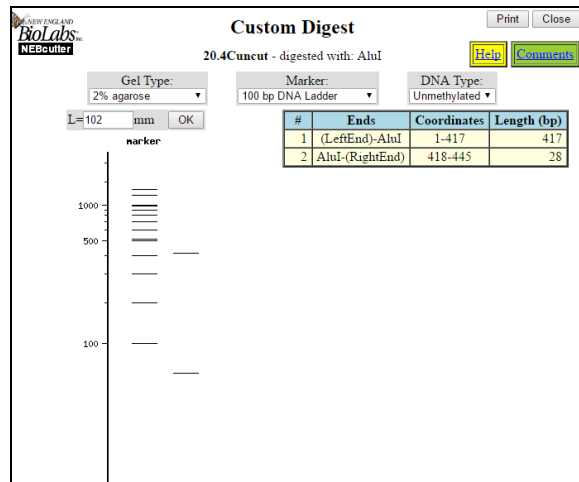 NEW ENGLAND
BioLabs Inc.
NEBcutter
Custom Digest
Print Close
20.4Cuncut - digested with: AluI
Help Comments
Gel Type: Marker: DNA Type:
2% agarose 100 bp DNA Ladder Unmethylated
L= 102 mm OK
# Ends Coordinates Length (bp)
1 (LeftEnd)-AluI 1-417 417
2 AluI-(RightEnd) 418-445 28
marker
1000
500
100